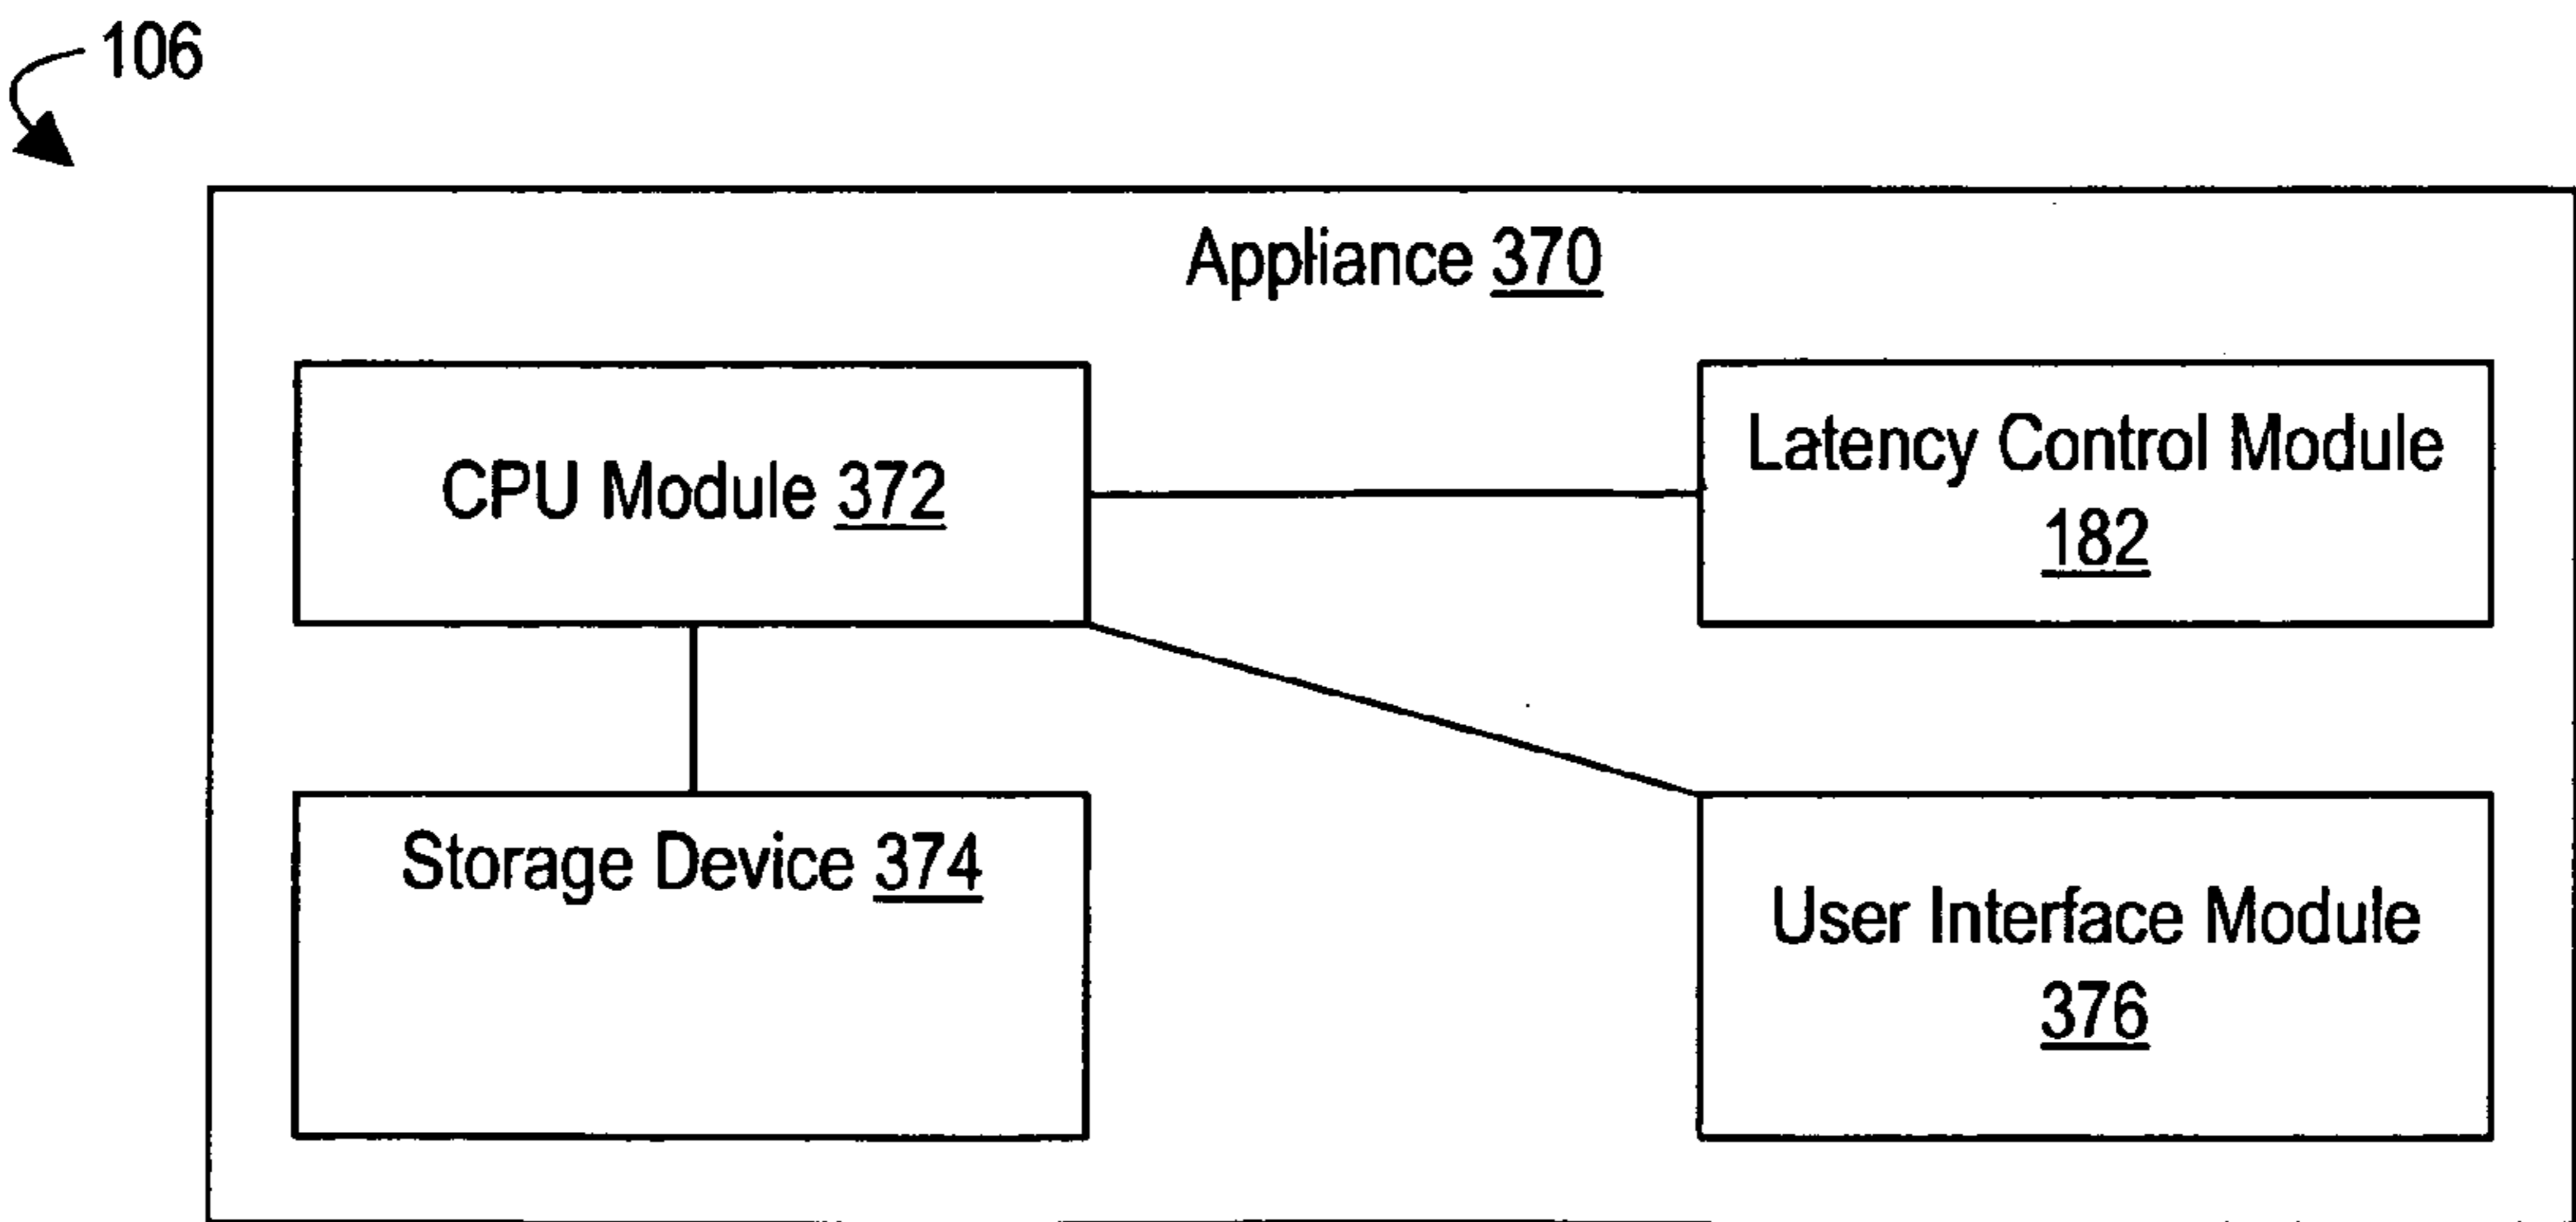 106
Appliance 370
CPU Module 372
Latency Control Module
182
Storage Device 374
User Interface Module
376